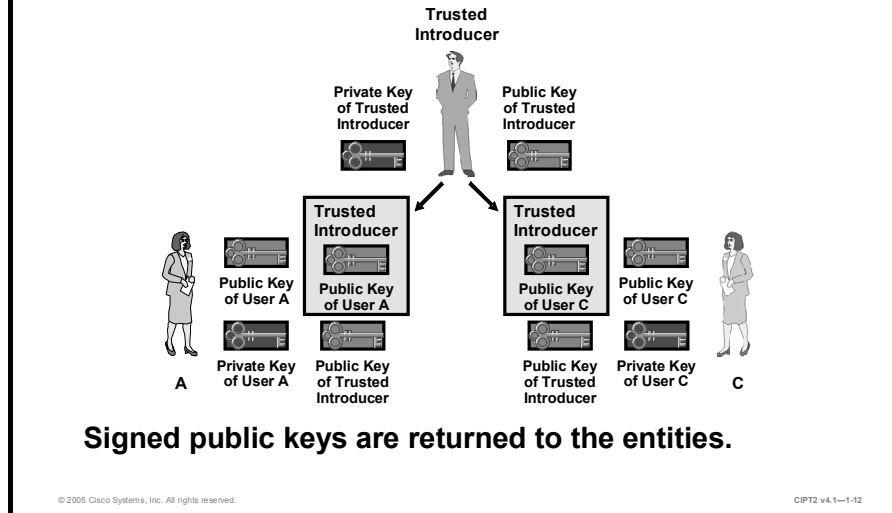 Trusted
Introducer
Private Key
of Trusted
Introducer
Public Key
of Trusted
Introducer
Trusted
Introducer
Public Key
of User A
Trusted
Introducer
Public Key
of User C
Public Key
of User A
Public Key
of User C
Private Key
of User A
Public Key
of Trusted
Introducer
Public Key
of Trusted
Introducer
Private Key
of User C
A
C
Signed public keys are returned to the entities.
© 2005 Cisco Systems, Inc. All rights reserved.
CIPT2 v4.1—1-12